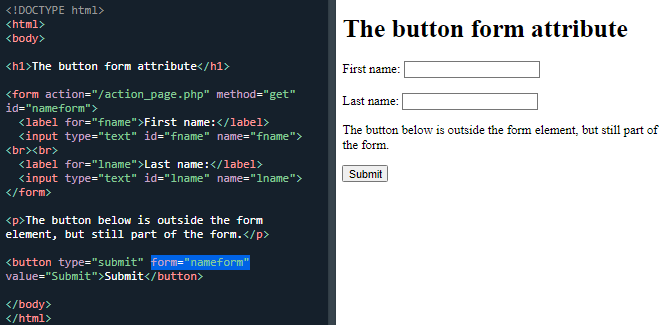 <!DOCTYPE html>
<html>
<body>
<h1>The button form attribute</h1>
<form action="/action_page.php" method="get"
id="nameform">
<label for="fname">First name:</label>
<input type="text" id="fname" name="fname">
<br><br>
<label for="lname">Last name:</label>
<input type="text" id="lname" name="lname">
</form>
<p>The button below is outside the form
element, but still part of the form.</p>
<button type="submit" form="nameform"
value="Submit">Submit</button>
</body>
</html>
The button form attribute
First name:
Last name:
The button below is outside the form element, but still part of
the form.
Submit